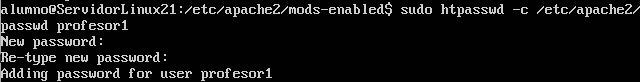 alumno@ServidorLinux21:/etc/apache2/mods-enabled$ sudo htpasswd -c /etc/apache2/
passwd profesor1
New password:
Re-type new password:
Adding password for user profesor1